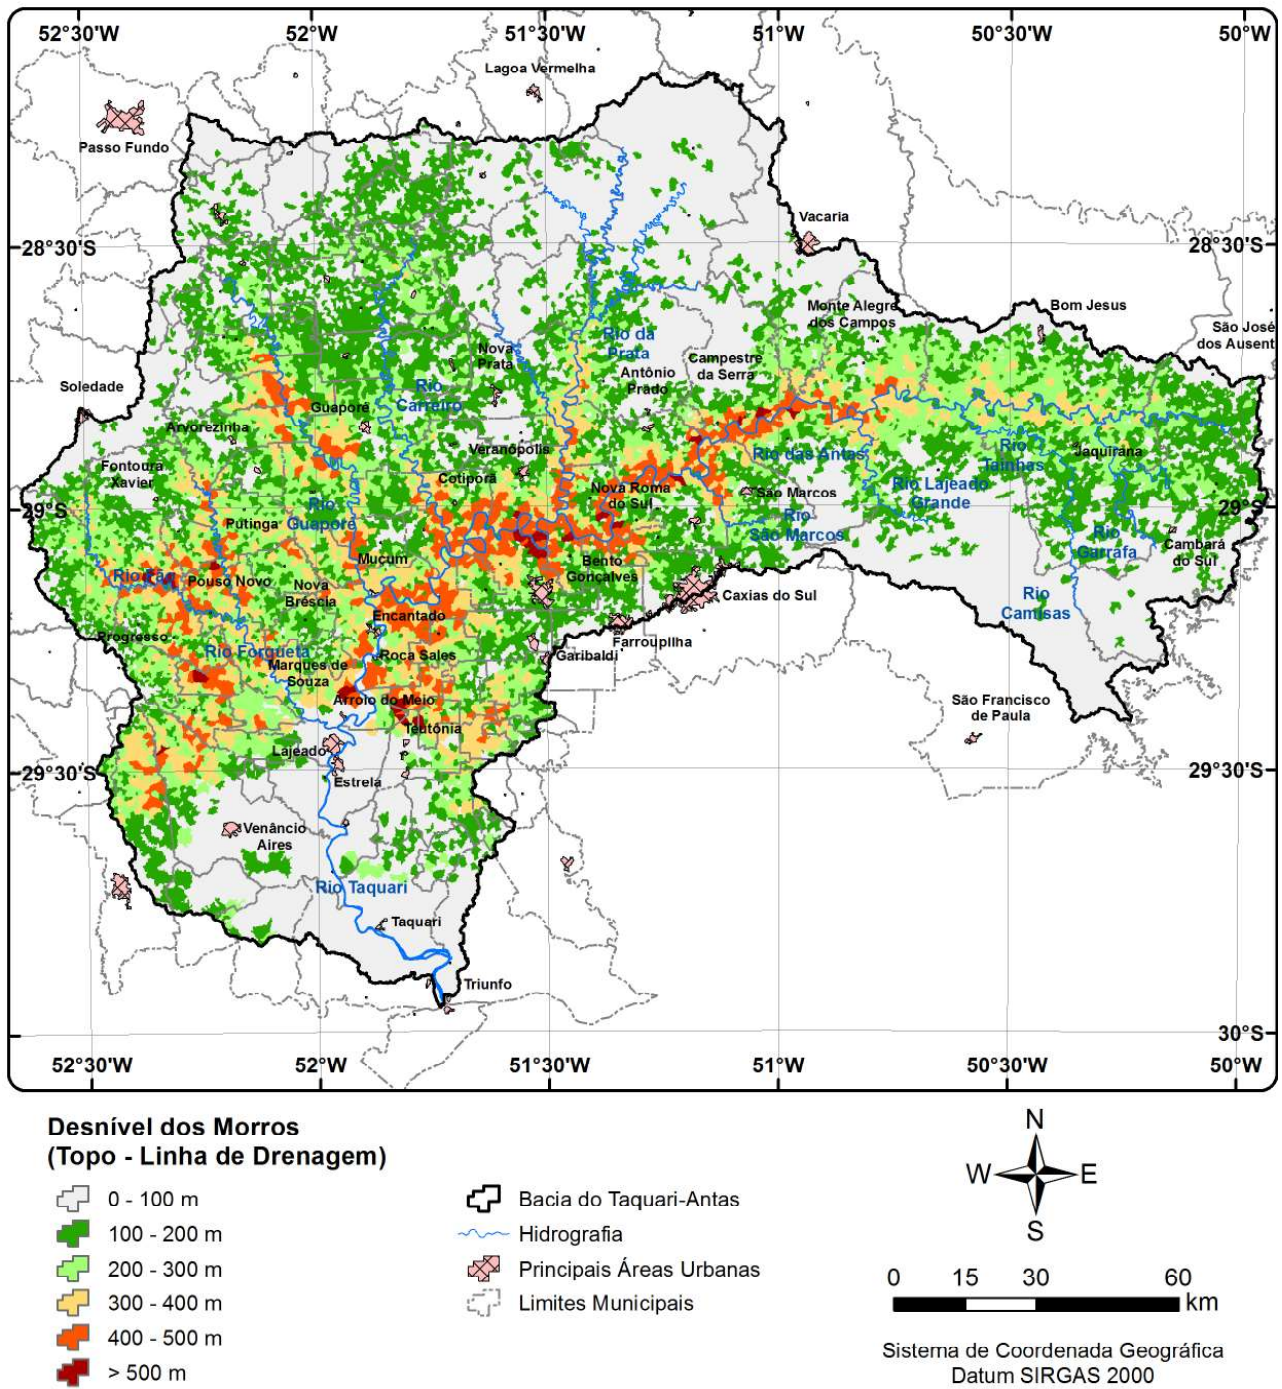 52°30'W 52°W 51°30'W 51°W 50°30'W 50°W
Lagoa Vermelha
Passo Fundo
Vacaria
28°30'S 28°30'S
Monte Alegre
dos Campos
Bom Jesus
São José
dos Ausent
Rio da
Prata
Nova
Prata
Campestre
da Serra
Antônio
Prado
Soledade
Rio
Carreiro
Guaporé
Arvorezinha
Veranópolis
Rio das Antas
Rio
Tainhas
Jaquirana
Fontoura
Xavier
Cotiporã
Nova Roma
do Sul
São Marcos
Rio Lajeado
Grande
29°S 29°S
Rio
Guaporé
Putinga
Rio
São Marcos
Rio
Garrafa
Cambará
do Sul
Muçum
Bento
Gonçalves
Rio Fão
Pouso Novo
Nova
Bréscia
Caxias do Sul
Rio
Camisas
Encantado
Progresso
Farroupilha
Rio Forqueta
Roca Sales
Garibaldi
Marques de
Souza
Arroio do Meio
São Francisco
de Paula
Teutônia
Lajeado
29°30'S 29°30'S
Estrela
Venâncio
Aires
Rio Taquari
Taquari
Triunfo
30°S
52°30'W 52°W 51°30'W 51°W 50°30'W 50°W
Desnível dos Morros
(Topo - Linha de Drenagem)
0 - 100 m
100 - 200 m
200 - 300 m
300 - 400 m
400 - 500 m
> 500 m
Bacia do Taquari-Antas
Hidrografia
Principais Áreas Urbanas
Limites Municipais
N
W E
S
0 15 30 60
km
Sistema de Coordenada Geográfica
Datum SIRGAS 2000